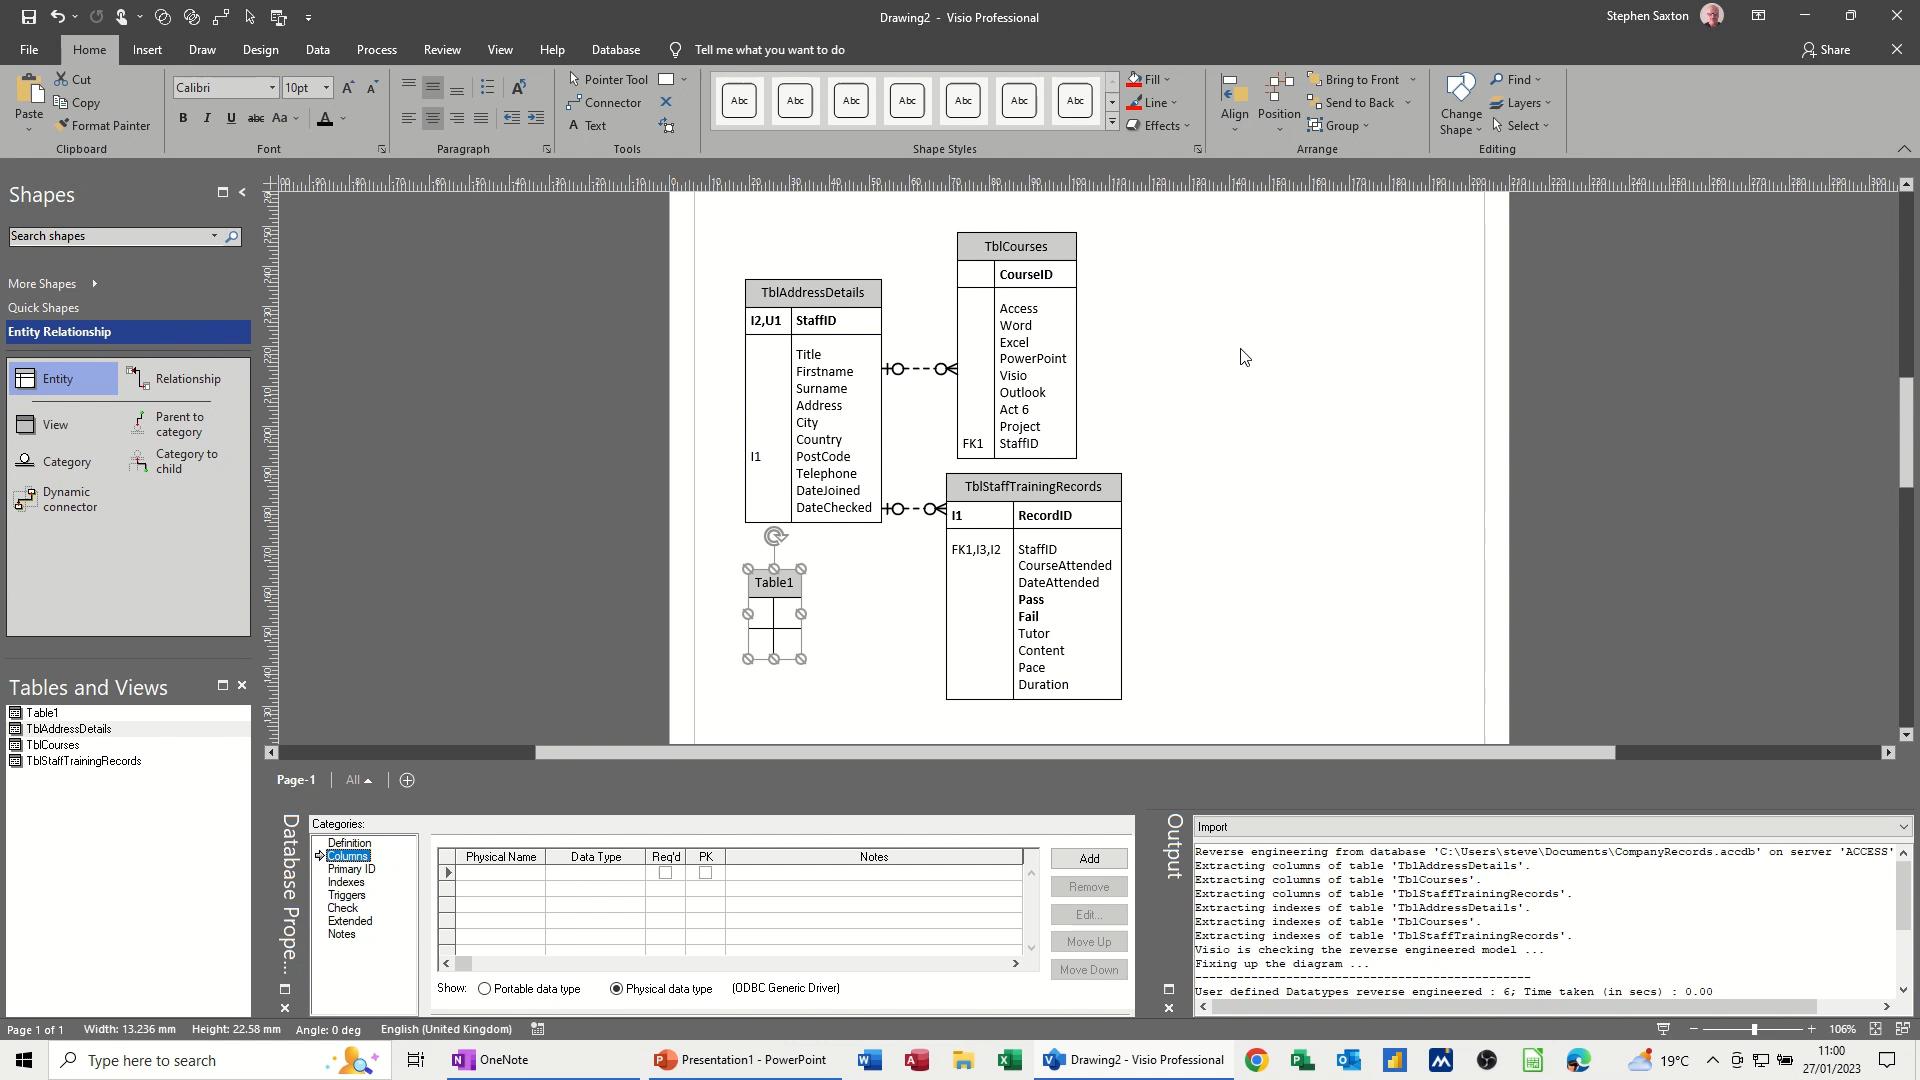 Drawing2 - Visio Professional
Stephen Saxton
File Home Insert Draw Design Data Process Review View Help Database Tell me what you want to do
Share
Paste
Cut
Copy
Format Painter
Clipboard
Calibri 10pt
B I U abc Aa A
Font
Paragraph
Pointer Tool
Connector
A Text
Tools
Abc Abc Abc Abc Abc Abc Abc
Shape Styles
Fill
Line
Effects
Align
Position
Bring to Front
Send to Back
Group
Arrange
Change
Shape
Find
Layers
Select
Editing
Shapes
Search shapes
More Shapes
Quick Shapes
Entity Relationship
Entity
Relationship
View
Parent to
category
Category
Category to
child
Dynamic
connector
Tables and Views
Table1
TblAddressDetails
TblCourses
TblStaffTrainingRecords
TblAddressDetails
I2,U1 StaffID
Title
Firstname
Surname
Address
City
Country
I1 PostCode
Telephone
DateJoined
DateChecked
TblCourses
CourseID
Access
Word
Excel
PowerPoint
Visio
Outlook
Act 6
Project
FK1 StaffID
TblStaffTrainingRecords
I1 RecordID
FK1,I3,I2 StaffID
CourseAttended
DateAttended
Pass
Fail
Tutor
Content
Pace
Duration
Table1
Page-1 All
Database Prope...
Categories:
Definition
Columns
Primary ID
Indexes
Triggers
Check
Extended
Notes
Physical Name Data Type Req'd PK Notes
Add
Remove
Edit...
Move Up
Move Down
Show: Portable data type Physical data type (ODBC Generic Driver)
Output
Import
Reverse engineering from database 'C:\Users\steve\Documents\CompanyRecords.accdb' on server 'ACCESS'
Extracting columns of table 'TblAddressDetails'.
Extracting columns of table 'TblCourses'.
Extracting columns of table 'TblStaffTrainingRecords'.
Extracting indexes of table 'TblAddressDetails'.
Extracting indexes of table 'TblCourses'.
Extracting indexes of table 'TblStaffTrainingRecords'.
Visio is checking the reverse engineered model ...
Fixing up the diagram ...
------------------------------------------------
User defined Datatypes reverse engineered : 6; Time taken (in secs) : 0.00
Page 1 of 1 Width: 13.236 mm Height: 22.58 mm Angle: 0 deg English (United Kingdom)
106%
Type here to search
OneNote
Presentation1 - PowerPoint
Drawing2 - Visio Professional
19°C
11:00
27/01/2023